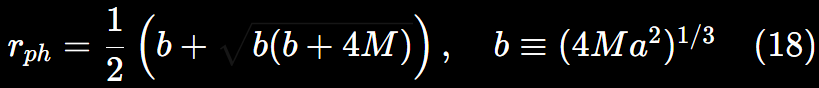 r_{ph} = \frac{1}{2} \left( b + \sqrt{b(b + 4M)} \right), \quad b \equiv (4Ma^2)^{1/3} \quad (18)